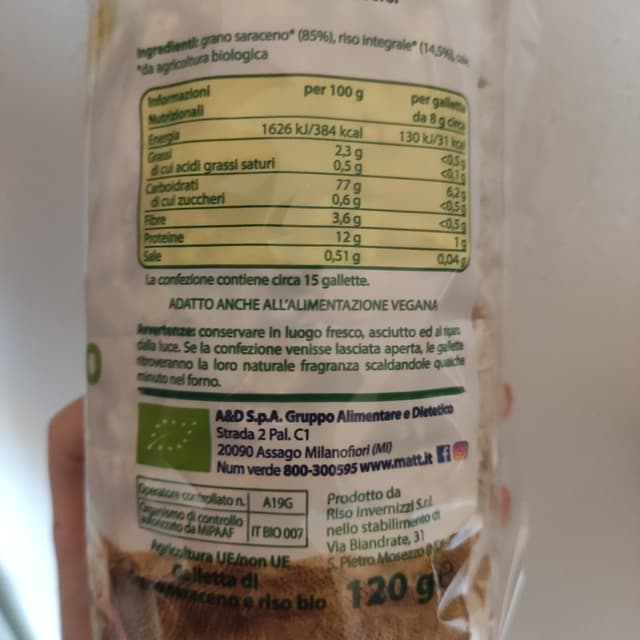 Ingredienti: grano saraceno* (85%), riso integrale* (14,5%), sale
*da agricoltura biologica
Informazioni Nutrizionali per 100 g per galletta da 8 g circa
Energia 1626 kJ/384 kcal 130 kJ/31 kcal
Grassi 2,3 g <0,5 g
di cui acidi grassi saturi 0,5 g <0,1 g
Carboidrati 77 g 6,2 g
di cui zuccheri 0,6 g <0,5 g
Fibre 3,6 g <0,5 g
Proteine 12 g 1 g
Sale 0,51 g 0,04 g
La confezione contiene circa 15 gallette.
ADATTO ANCHE ALL'ALIMENTAZIONE VEGANA
Avvertenze: conservare in luogo fresco, asciutto ed al riparo
dalla luce. Se la confezione venisse lasciata aperta, le gallette
ritroveranno la loro naturale fragranza scaldandole qualche
minuto nel forno.
A&D S.p.A. Gruppo Alimentare e Dietetico
Strada 2 Pal. C1
20090 Assago Milanofiori (MI)
Num verde 800-300595 www.matt.it
Operatore controllato n. A19G
Organismo di controllo autorizzato da MIPAAF IT BIO 007
Agricoltura UE/non UE
Prodotto da
Riso Invernizzi S.r.l.
nello stabilimento di
Via Biandrate, 31
S. Pietro Mosezzo
Galletta di
saraceno e riso bio
120 g e